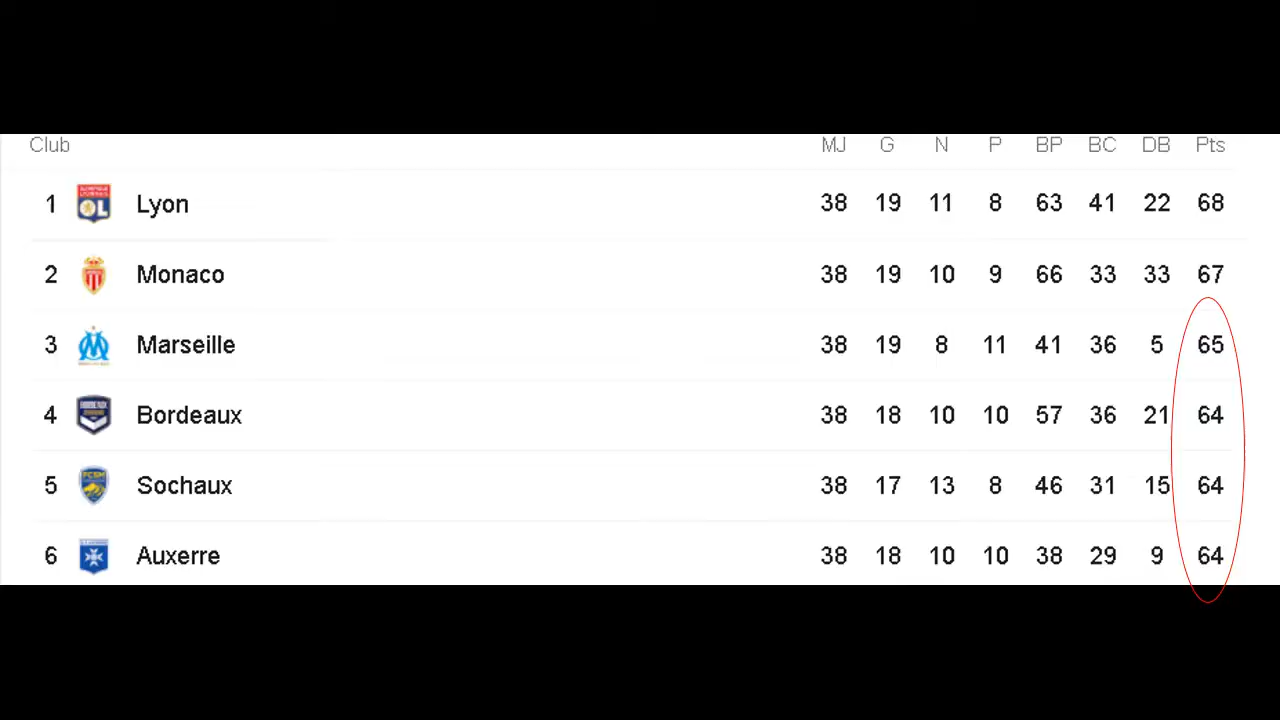 Club MJ G N P BP BC DB Pts
1 Lyon 38 19 11 8 63 41 22 68
2 Monaco 38 19 10 9 66 33 33 67
3 Marseille 38 19 8 11 41 36 5 65
4 Bordeaux 38 18 10 10 57 36 21 64
5 Sochaux 38 17 13 8 46 31 15 64
6 Auxerre 38 18 10 10 38 29 9 64